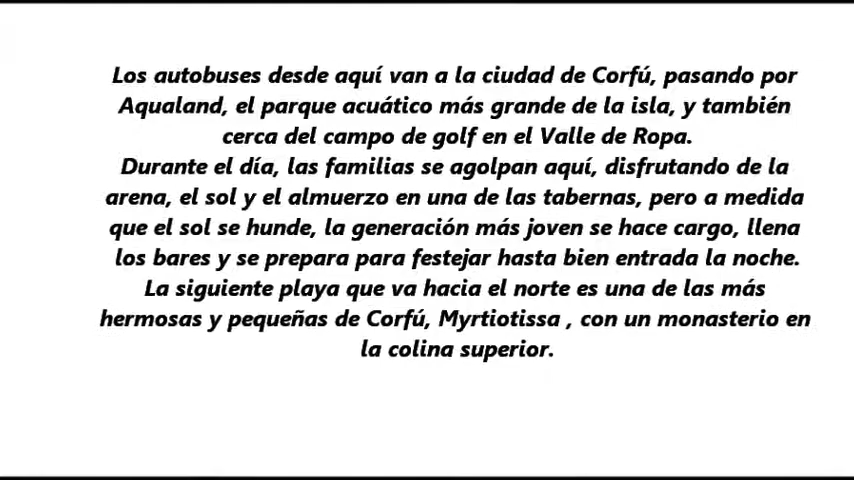 Los autobuses desde aquí van a la ciudad de Corfú, pasando por
Aqualand, el parque acuático más grande de la isla, y también
cerca del campo de golf en el Valle de Ropa.
Durante el día, las familias se agolpan aquí, disfrutando de la
arena, el sol y el almuerzo en una de las tabernas, pero a medida
que el sol se hunde, la generación más joven se hace cargo, llena
los bares y se prepara para festejar hasta bien entrada la noche.
La siguiente playa que va hacia el norte es una de las más
hermosas y pequeñas de Corfú, Myrtiotissa , con un monasterio en
la colina superior.